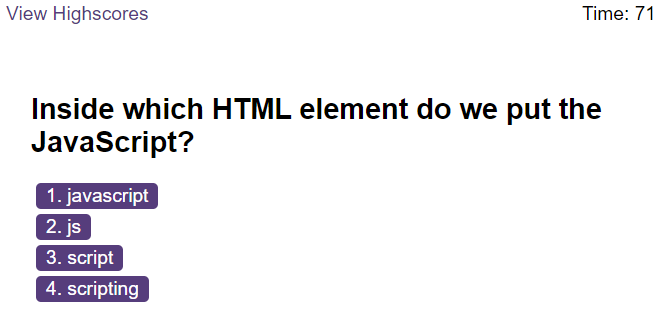 View Highscores
Time: 71
Inside which HTML element do we put the
JavaScript?
1. javascript
2. js
3. script
4. scripting